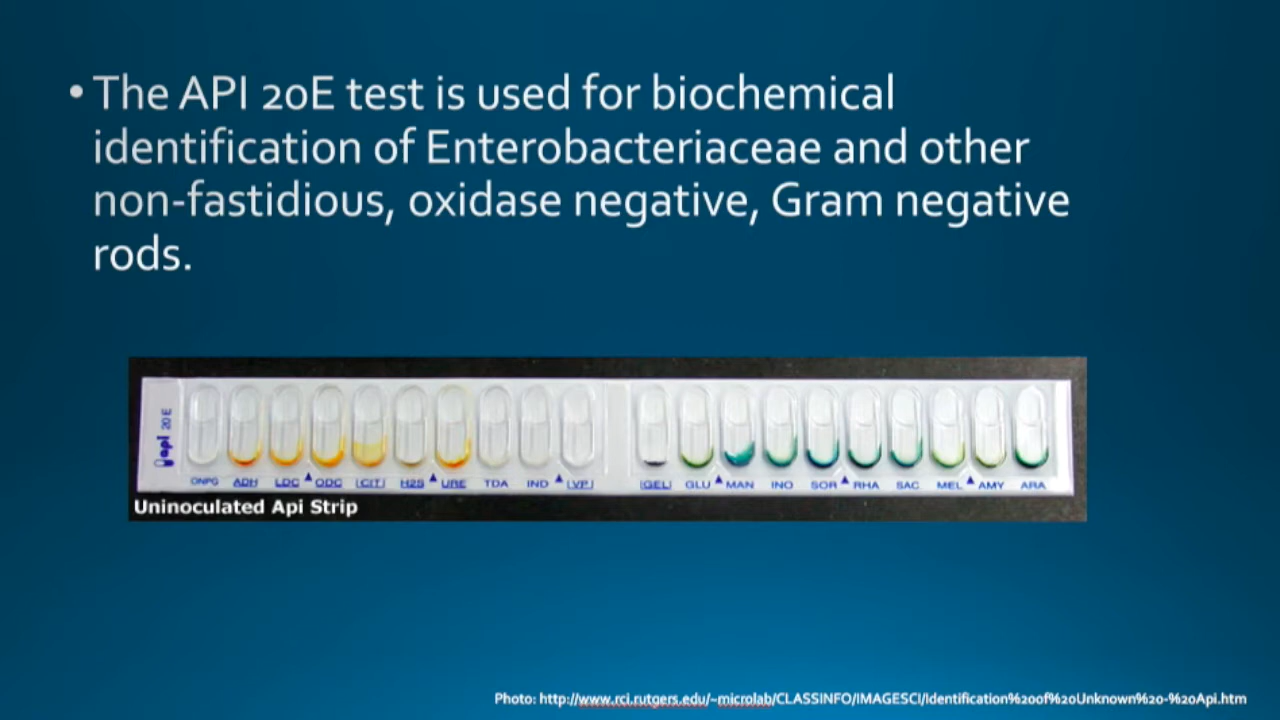 • The API 20E test is used for biochemical
identification of Enterobacteriaceae and other
non-fastidious, oxidase negative, Gram negative
rods.
api 20 E
ONPG ADH LDC ODC |CIT| H2S URE TDA IND |VP| |GEL| GLU MAN INO SOR RHA SAC MEL AMY ARA
Uninoculated Api Strip
Photo: http://www.rci.rutgers.edu/~microlab/CLASSINFO/IMAGESCI/Identification%20of%20Unknown%20-%20Api.htm